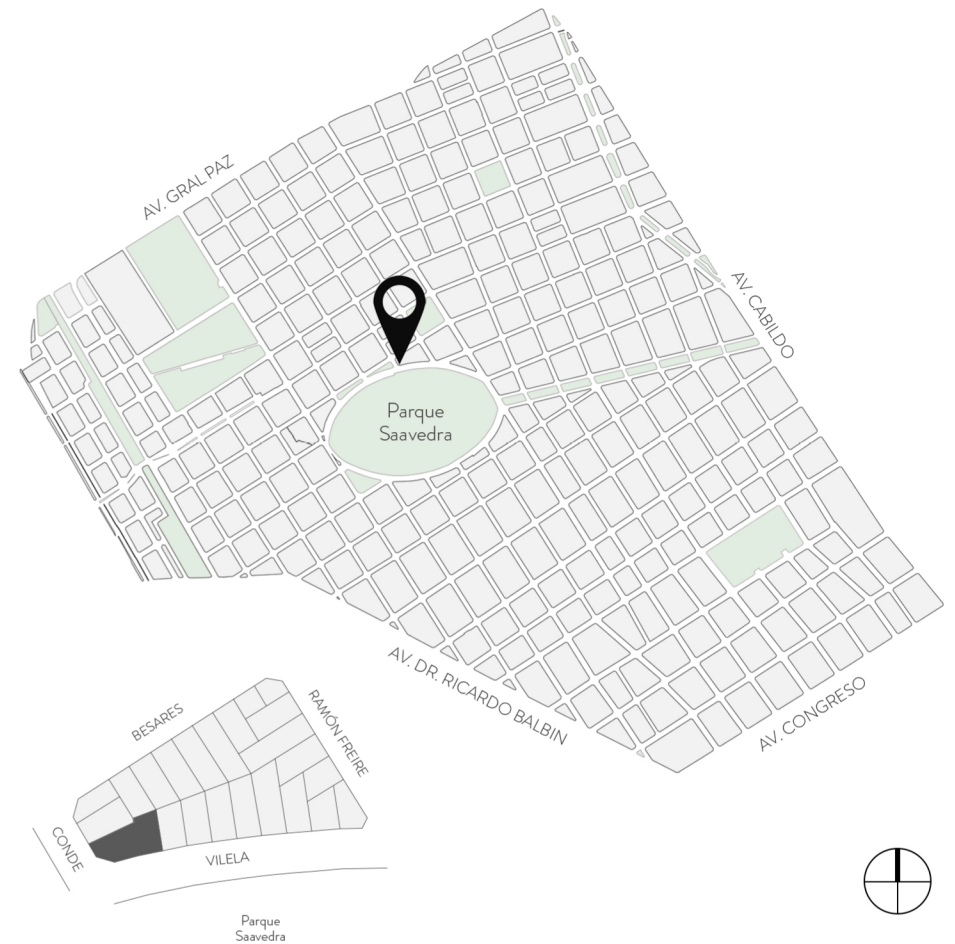 AV. GRAL PAZ
AV. CABILDO
Parque
Saavedra
AV. DR. RICARDO BALBIN
AV. CONGRESO
BESARES
RAMÓN FREIRE
CONDE
VILELA
Parque
Saavedra